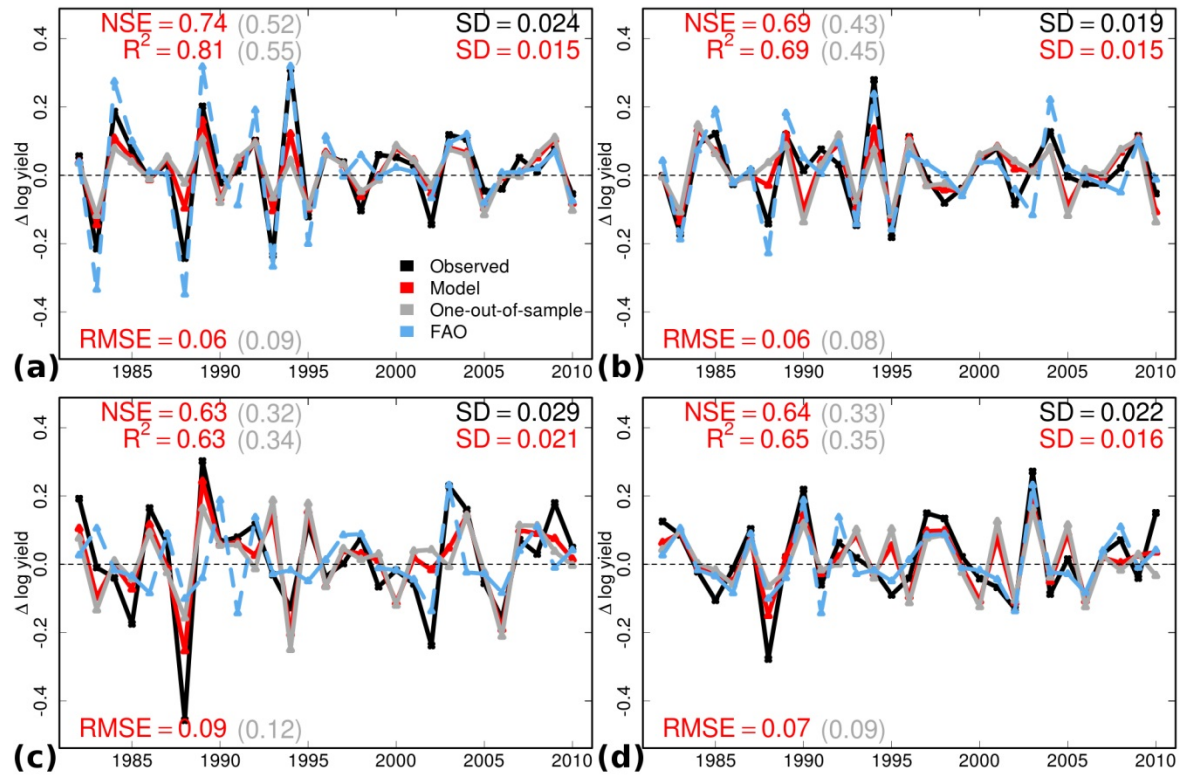 NSE = 0.74 (0.52) SD = 0.024
R² = 0.81 (0.55) SD = 0.015
0.4
0.2
0.0
-0.2
-0.4
Δ log yield
Observed
Model
One-out-of-sample
FAO
RMSE = 0.06 (0.09)
(a)
1985 1990 1995 2000 2005 2010
NSE = 0.69 (0.43) SD = 0.019
R² = 0.69 (0.45) SD = 0.015
0.4
0.2
0.0
-0.2
-0.4
Δ log yield
RMSE = 0.06 (0.08)
(b)
1985 1990 1995 2000 2005 2010
NSE = 0.63 (0.32) SD = 0.029
R² = 0.63 (0.34) SD = 0.021
0.4
0.2
0.0
-0.2
-0.4
Δ log yield
RMSE = 0.09 (0.12)
(c)
1985 1990 1995 2000 2005 2010
NSE = 0.64 (0.33) SD = 0.022
R² = 0.65 (0.35) SD = 0.016
0.4
0.2
0.0
-0.2
-0.4
Δ log yield
RMSE = 0.07 (0.09)
(d)
1985 1990 1995 2000 2005 2010